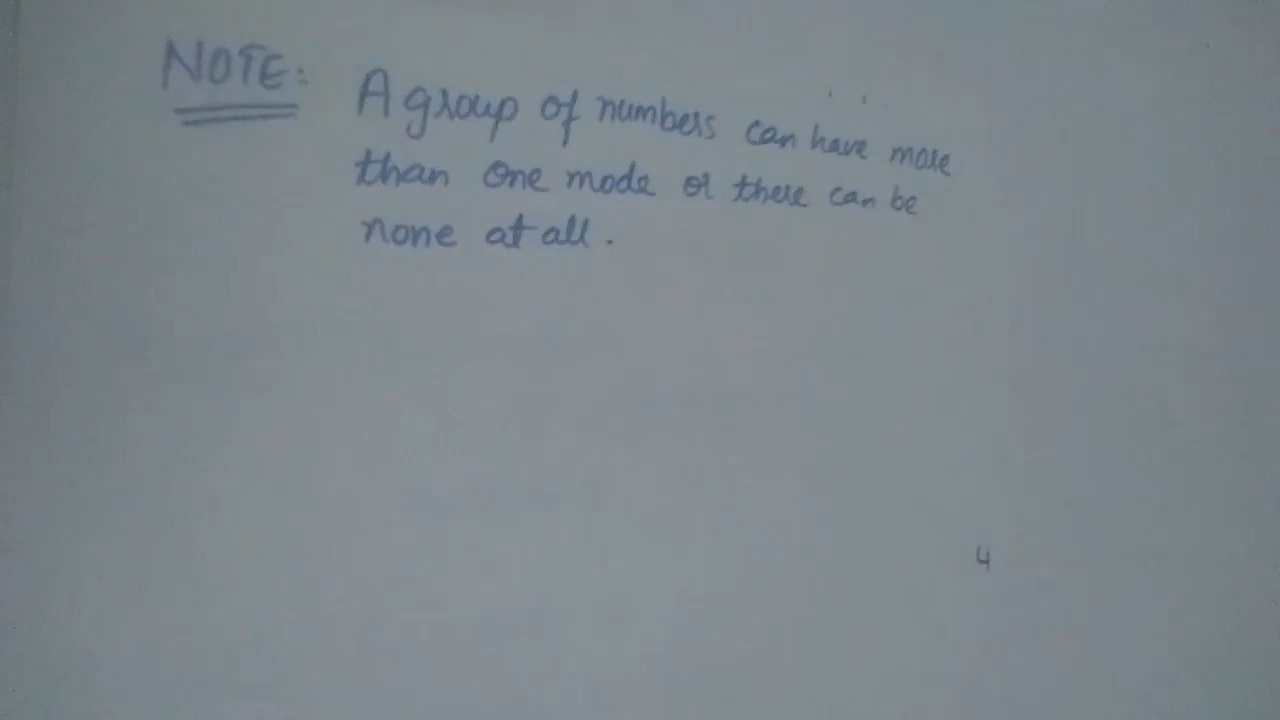 NOTE: A group of numbers can have more
than one mode or there can be
none at all.
4